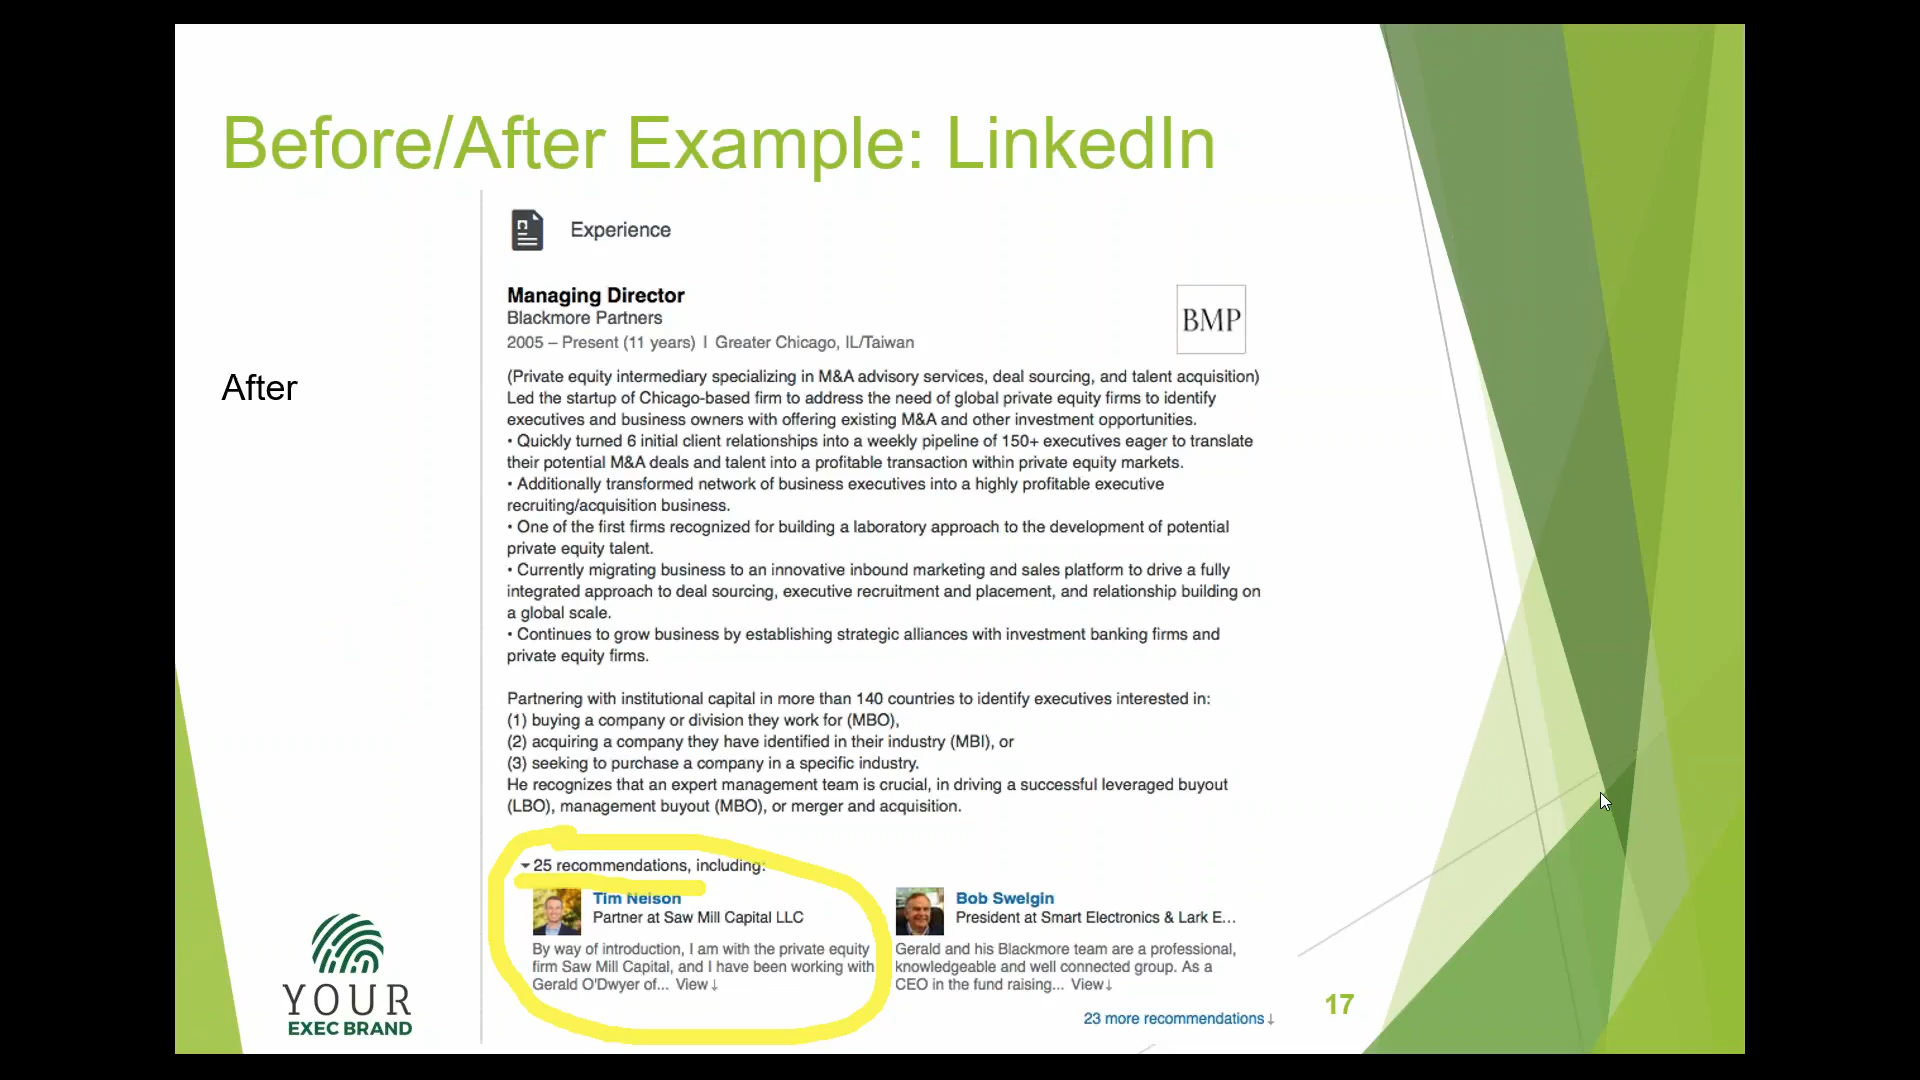 Before/After Example: LinkedIn
Experience
Managing Director
Blackmore Partners
2005 – Present (11 years) | Greater Chicago, IL/Taiwan
BMP
After
(Private equity intermediary specializing in M&A advisory services, deal sourcing, and talent acquisition)
Led the startup of Chicago-based firm to address the need of global private equity firms to identify
executives and business owners with offering existing M&A and other investment opportunities.
• Quickly turned 6 initial client relationships into a weekly pipeline of 150+ executives eager to translate
their potential M&A deals and talent into a profitable transaction within private equity markets.
• Additionally transformed network of business executives into a highly profitable executive
recruiting/acquisition business.
• One of the first firms recognized for building a laboratory approach to the development of potential
private equity talent.
• Currently migrating business to an innovative inbound marketing and sales platform to drive a fully
integrated approach to deal sourcing, executive recruitment and placement, and relationship building on
a global scale.
• Continues to grow business by establishing strategic alliances with investment banking firms and
private equity firms.
Partnering with institutional capital in more than 140 countries to identify executives interested in:
(1) buying a company or division they work for (MBO),
(2) acquiring a company they have identified in their industry (MBI), or
(3) seeking to purchase a company in a specific industry.
He recognizes that an expert management team is crucial, in driving a successful leveraged buyout
(LBO), management buyout (MBO), or merger and acquisition.
25 recommendations, including:
Tim Nelson
Partner at Saw Mill Capital LLC
By way of introduction, I am with the private equity
firm Saw Mill Capital, and I have been working with
Gerald O'Dwyer of... View↓
Bob Swelgin
President at Smart Electronics & Lark E...
Gerald and his Blackmore team are a professional,
knowledgeable and well connected group. As a
CEO in the fund raising... View↓
23 more recommendations↓
YOUR
EXEC BRAND
17